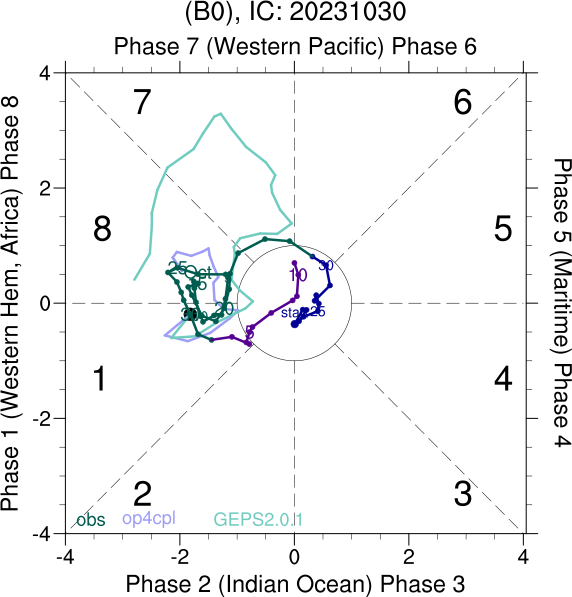 (B0), IC: 20231030
Phase 7 (Western Pacific) Phase 6
4
7
6
2
8
5
25 Oct
30
10
5
0
20
start 25
5
1
4
-2
2
3
obs op4cpl GEPS2.0.1
-4
-4 -2 0 2 4
Phase 2 (Indian Ocean) Phase 3
Phase 1 (Western Hem, Africa) Phase 8
Phase 5 (Maritime) Phase 4